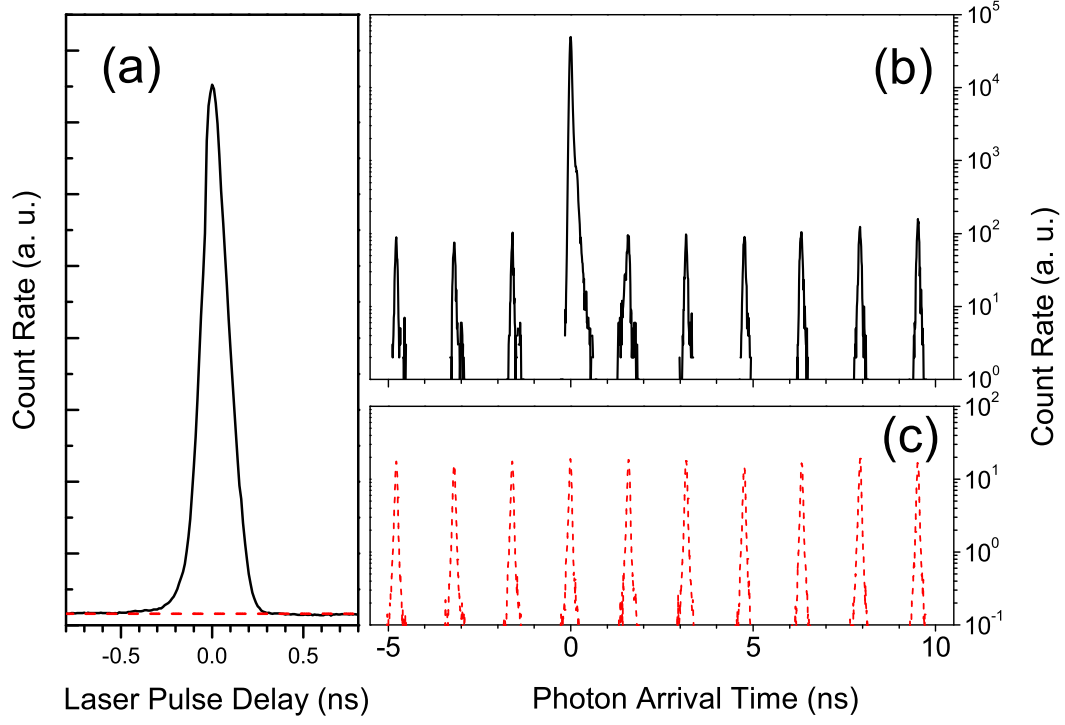 (a)
Count Rate (a. u.)
-0.5
0.0
0.5
Laser Pulse Delay (ns)
(b)
10^5
10^4
10^3
10^2
10^1
10^0
Count Rate (a. u.)
(c)
10^2
10^1
10^0
10^-1
-5
0
5
10
Photon Arrival Time (ns)